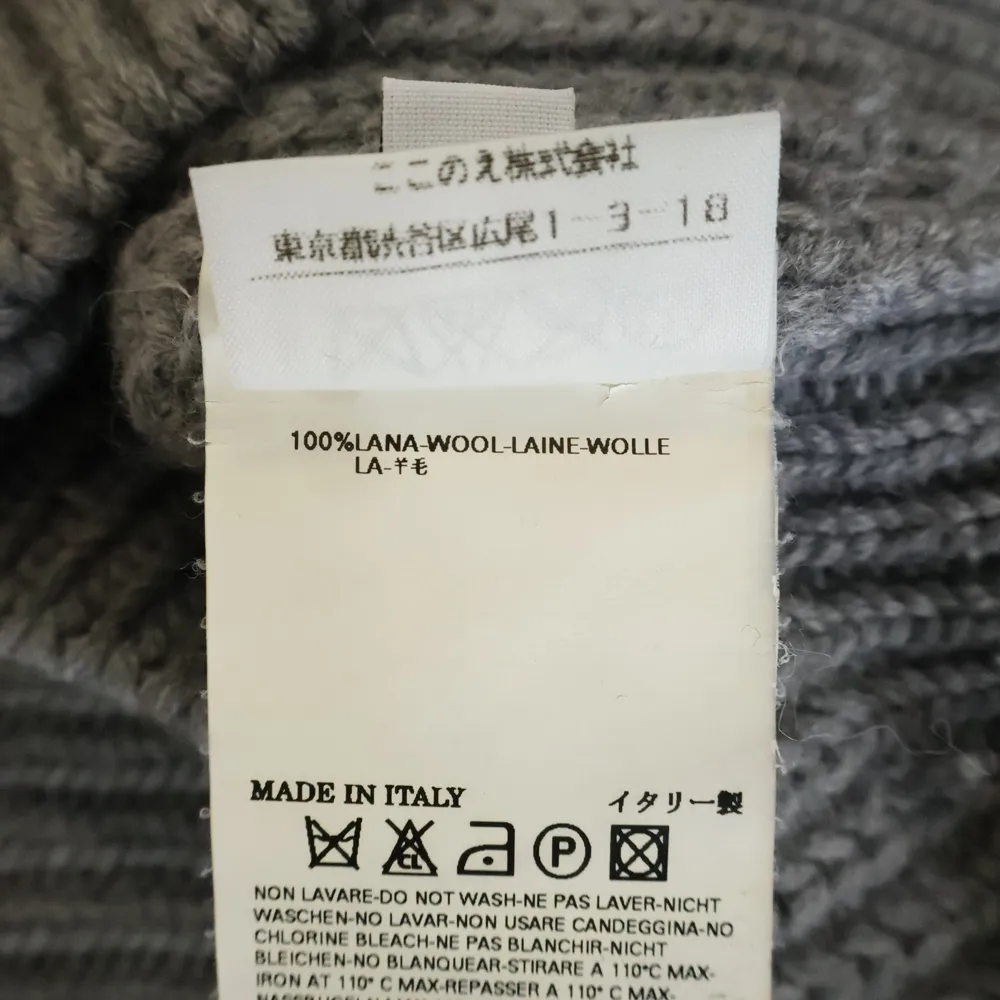 ここのえ株式会社
東京都渋谷区広尾1-3-18
100%LANA-WOOL-LAINE-WOLLE
LA-羊毛
MADE IN ITALY イタリー製
CL P
NON LAVARE-DO NOT WASH-NE PAS LAVER-NICHT
WASCHEN-NO LAVAR-NON USARE CANDEGGINA-NO
CHLORINE BLEACH-NE PAS BLANCHIR-NICHT
BLEICHEN-NO BLANQUEAR-STIRARE A 110°C MAX-
IRON AT 110° C MAX-REPASSER A 110° C MAX-